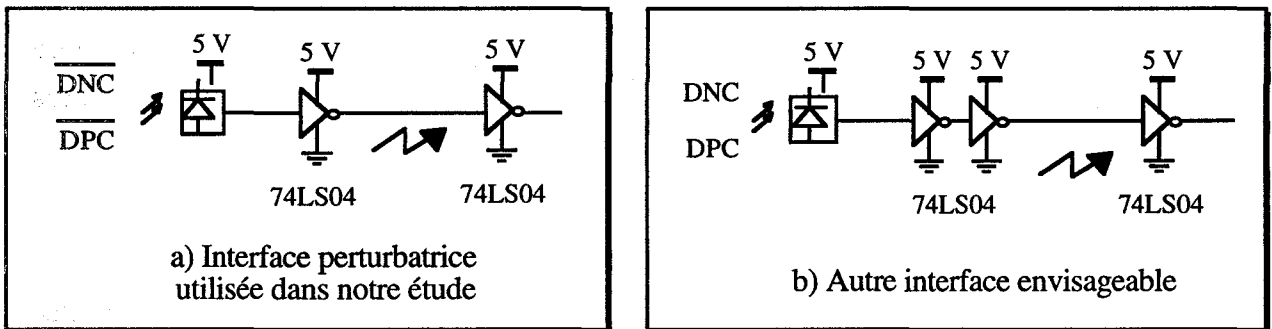 5 V
5 V
5 V
DNC
DPC
74LS04
74LS04
a) Interface perturbatrice
utilisée dans notre étude
5 V
5 V
5 V
5 V
DNC
DPC
74LS04
74LS04
b) Autre interface envisageable